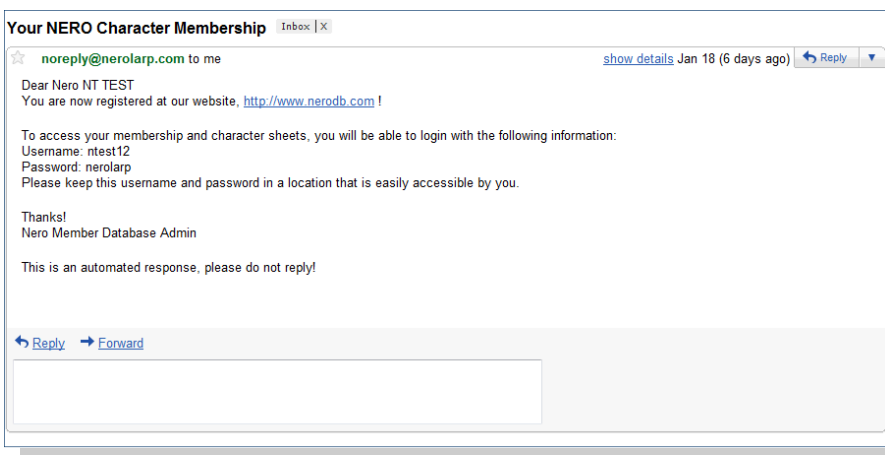 Your NERO Character Membership Inbox | X
noreply@nerolarp.com to me show details Jan 18 (6 days ago) Reply
Dear Nero NT TEST
You are now registered at our website, http://www.nerodb.com !
To access your membership and character sheets, you will be able to login with the following information:
Username: ntest12
Password: nerolarp
Please keep this username and password in a location that is easily accessible by you.
Thanks!
Nero Member Database Admin
This is an automated response, please do not reply!
Reply Forward